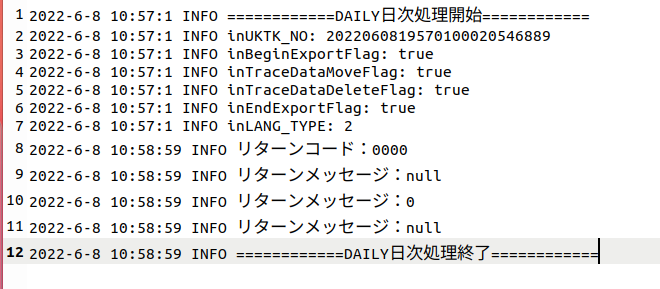 1 2022-6-8 10:57:1 INFO ============DAILY日次処理開始============
2 2022-6-8 10:57:1 INFO inUKTK_NO: 2022060819570100020546889
3 2022-6-8 10:57:1 INFO inBeginExportFlag: true
4 2022-6-8 10:57:1 INFO inTraceDataMoveFlag: true
5 2022-6-8 10:57:1 INFO inTraceDataDeleteFlag: true
6 2022-6-8 10:57:1 INFO inEndExportFlag: true
7 2022-6-8 10:57:1 INFO inLANG_TYPE: 2
8 2022-6-8 10:58:59 INFO リターンコード：0000
9 2022-6-8 10:58:59 INFO リターンメッセージ：null
10 2022-6-8 10:58:59 INFO リターンメッセージ：0
11 2022-6-8 10:58:59 INFO リターンメッセージ：null
12 2022-6-8 10:58:59 INFO ============DAILY日次処理終了============